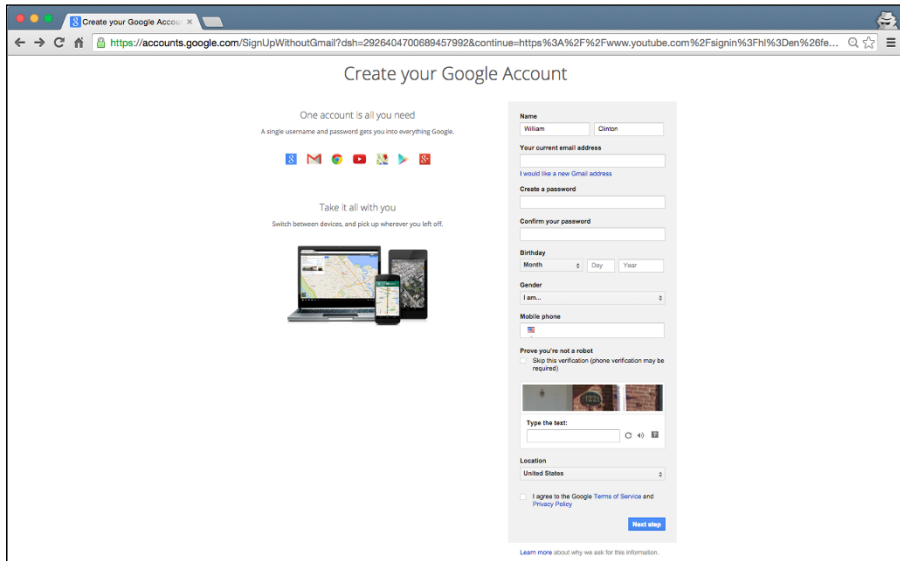 Create your Google Accoun
https://accounts.google.com/SignUpWithoutGmail?dsh=2926404700689457992&continue=https%3A%2F%2Fwww.youtube.com%2Fsignin%3Fhl%3Den%26fe...
Create your Google Account
One account is all you need
A single username and password gets you into everything Google.
Take it all with you
Switch between devices, and pick up wherever you left off.
Name
William Clinton
Your current email address
I would like a new Gmail address
Create a password
Confirm your password
Birthday
Month Day Year
Gender
I am...
Mobile phone
Prove you're not a robot
Skip this verification (phone verification may be
required)
Type the text:
Location
United States
I agree to the Google Terms of Service and
Privacy Policy
Next step
Learn more about why we ask for this information.